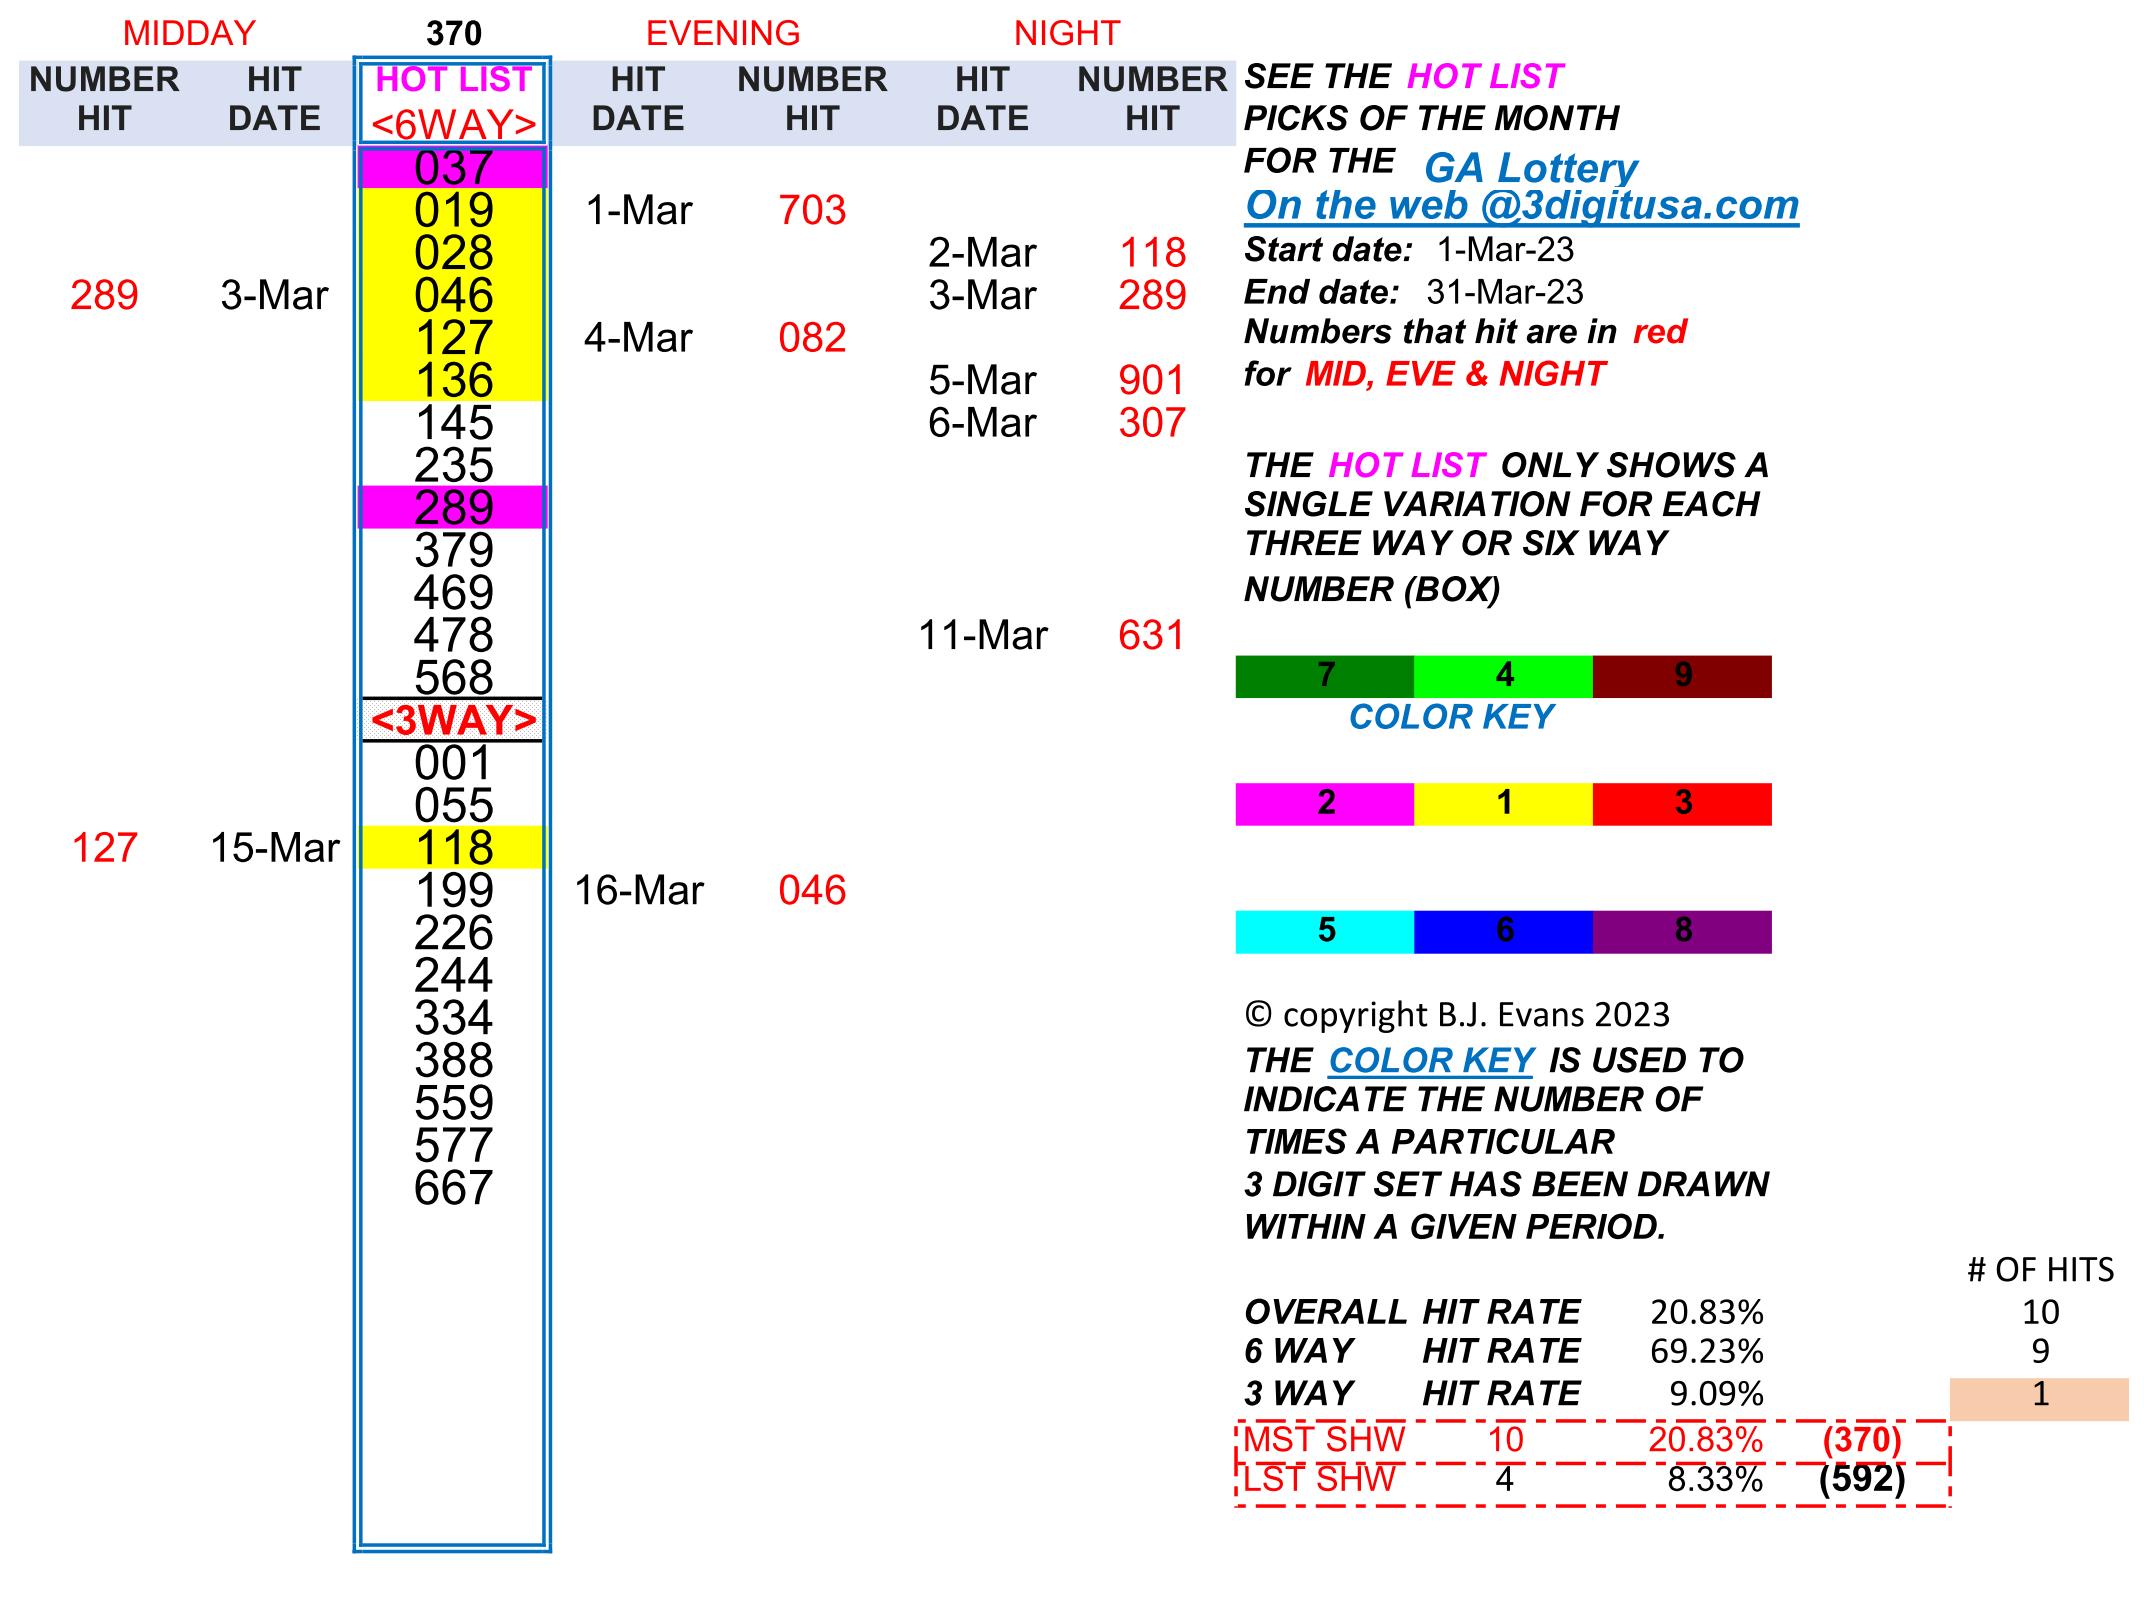 MIDDAY 370 EVENING NIGHT
NUMBER HIT HOT LIST HIT NUMBER HIT NUMBER SEE THE HOT LIST
HIT DATE <6WAY> DATE HIT DATE HIT PICKS OF THE MONTH
037 FOR THE GA Lottery
019 1-Mar 703 On the web @3digitusa.com
028 2-Mar 118 Start date: 1-Mar-23
289 3-Mar 046 3-Mar 289 End date: 31-Mar-23
127 4-Mar 082 Numbers that hit are in red
136 5-Mar 901 for MID, EVE & NIGHT
145 6-Mar 307
235 THE HOT LIST ONLY SHOWS A
289 SINGLE VARIATION FOR EACH
379 THREE WAY OR SIX WAY
469 NUMBER (BOX)
478 11-Mar 631
568 7 4 9
<3WAY> COLOR KEY
001
055 2 1 3
127 15-Mar 118
199 16-Mar 046
226 5 6 8
244
334 © copyright B.J. Evans 2023
388 THE COLOR KEY IS USED TO
559 INDICATE THE NUMBER OF
577 TIMES A PARTICULAR
667 3 DIGIT SET HAS BEEN DRAWN
WITHIN A GIVEN PERIOD.
# OF HITS
OVERALL HIT RATE 20.83% 10
6 WAY HIT RATE 69.23% 9
3 WAY HIT RATE 9.09% 1
MST SHW 10 20.83% (370)
LST SHW 4 8.33% (592)